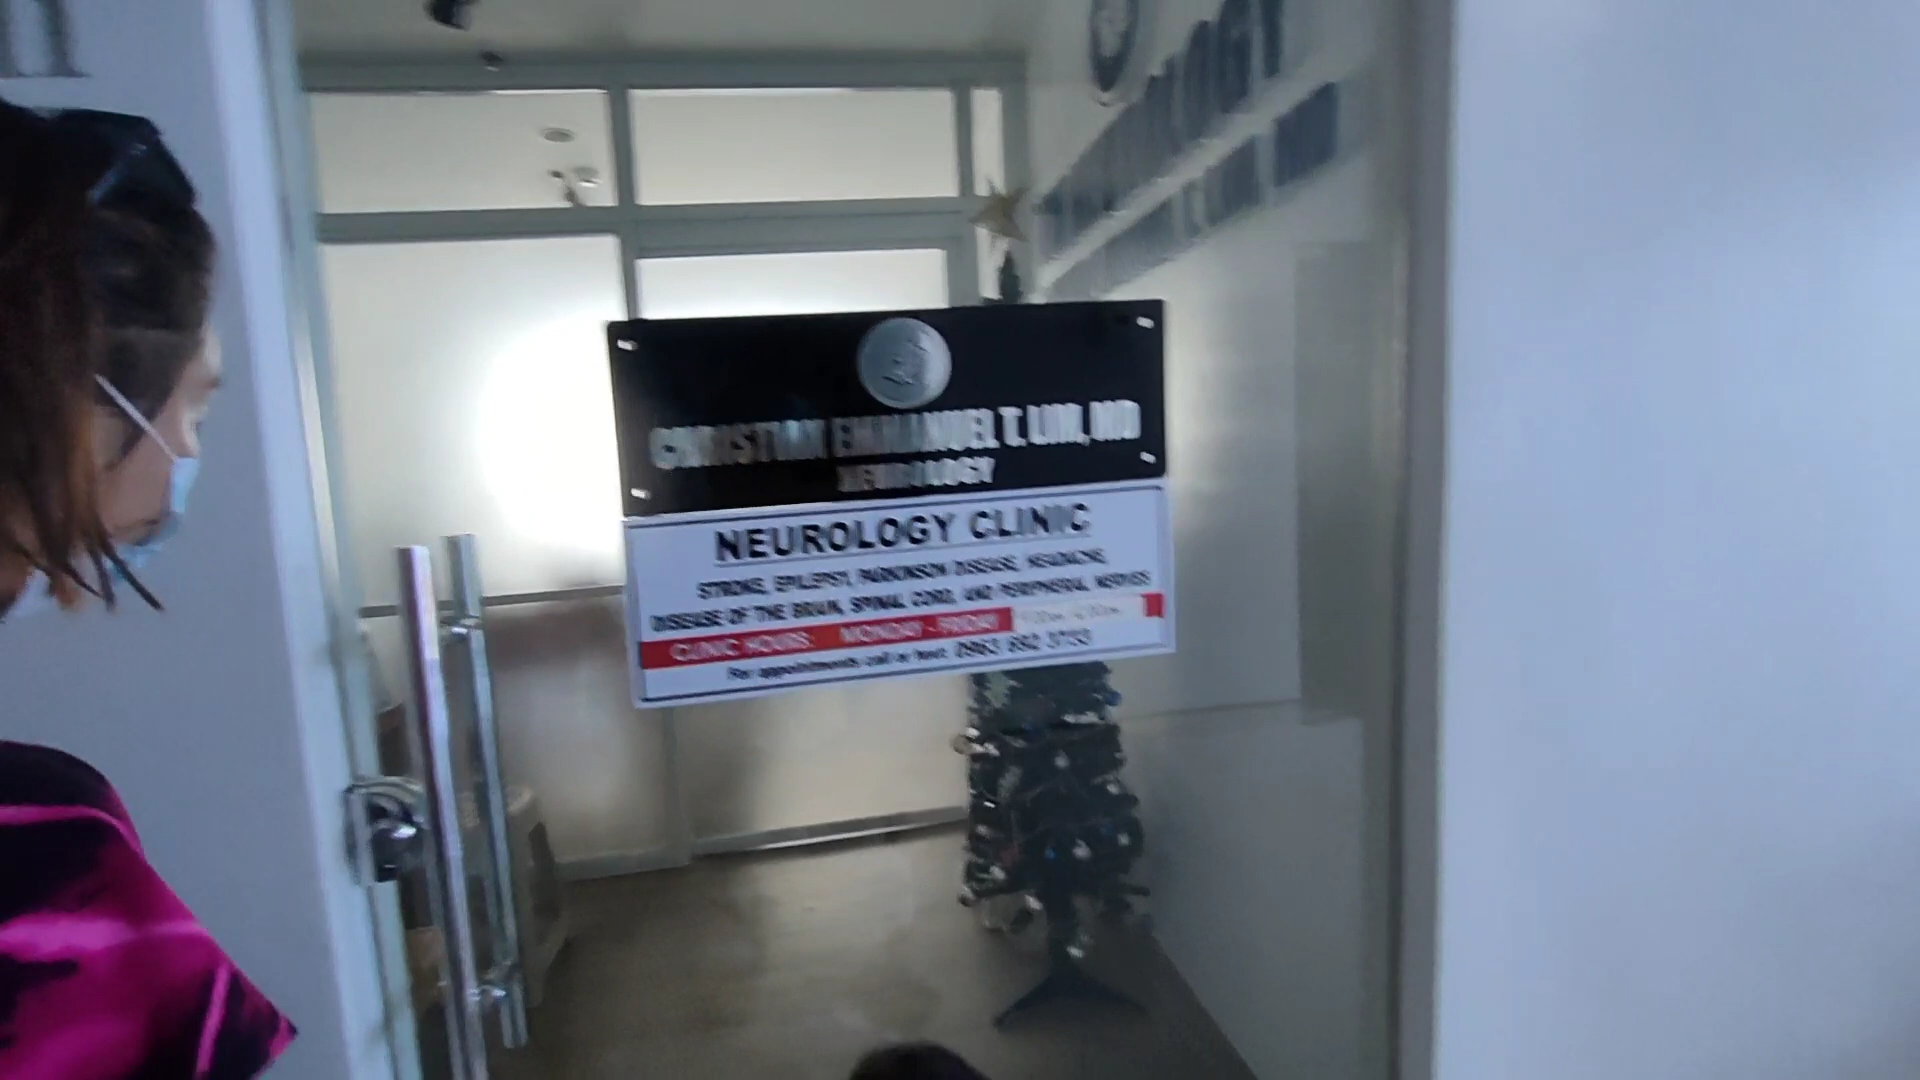 CHRISTIAN EMMANUEL T. LIM, MD
NEUROLOGY
NEUROLOGY CLINIC
STROKE, EPILEPSY, PARKINSON DISEASE, HEADACHE,
DISEASE OF THE BRAIN, SPINAL CORD, AND PERIPHERAL NERVES
CLINIC HOURS: MONDAY - FRIDAY
For appointments call or text: 0963